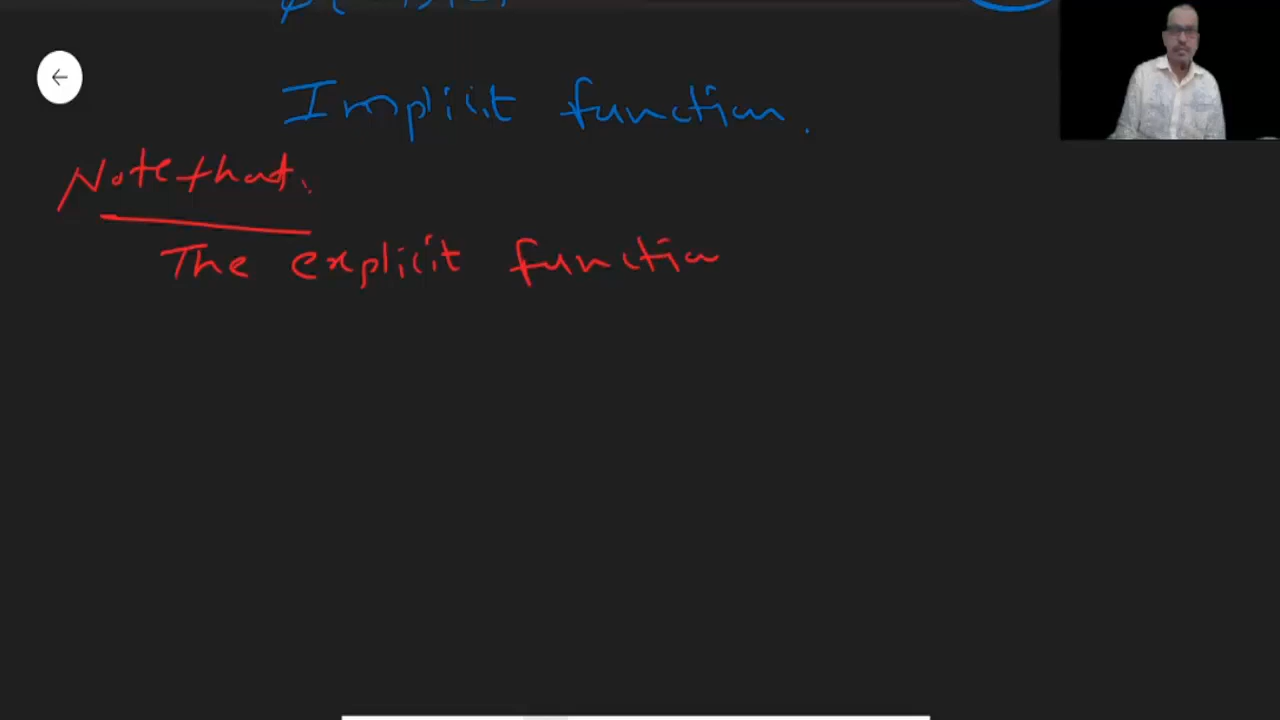 Implicit function.
Note that.
The explicit function